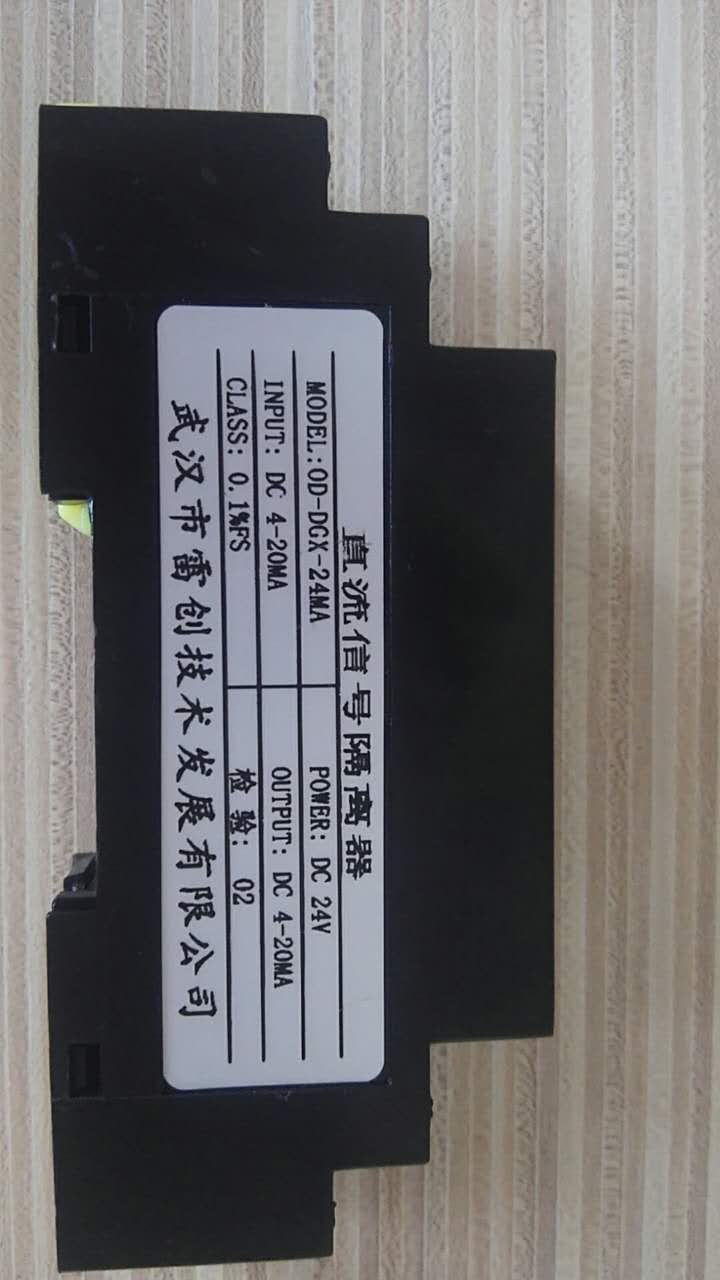 直流信号隔离器
MODEL:OD-DGX-24MA POWER: DC 24V
INPUT: DC 4-20MA OUTPUT: DC 4-20MA
CLASS: 0.1%FS 检 验: 02
武汉市雷创技术发展有限公司